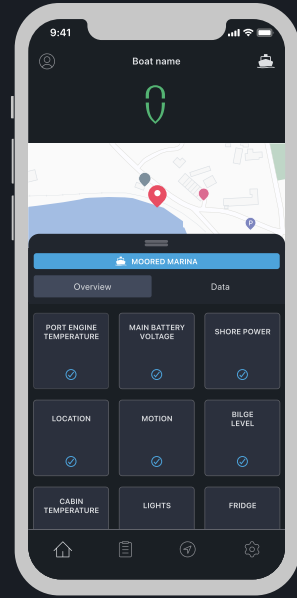 9:41
Boat name
P
MOORED MARINA
Overview
Data
PORT ENGINE
TEMPERATURE
MAIN BATTERY
VOLTAGE
SHORE POWER
LOCATION
MOTION
BILGE
LEVEL
CABIN
TEMPERATURE
LIGHTS
FRIDGE